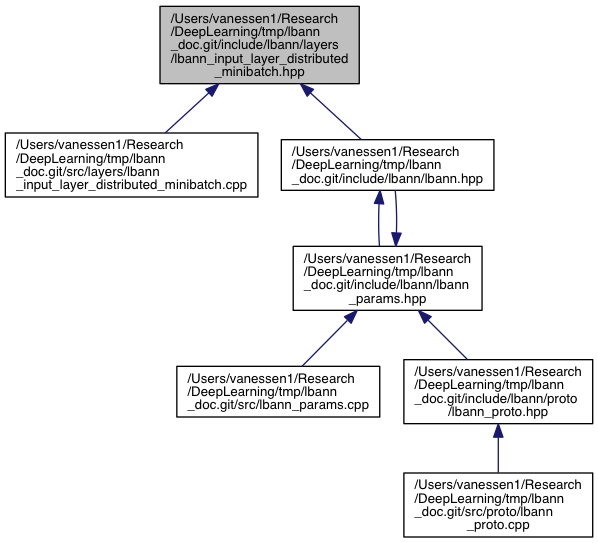 /Users/vanessen1/Research
/DeepLearning/tmp/lbann
_doc.git/include/lbann/layers
/lbann_input_layer_distributed
_minibatch.hpp
/Users/vanessen1/Research
/DeepLearning/tmp/lbann
_doc.git/src/layers/lbann
_input_layer_distributed_minibatch.cpp
/Users/vanessen1/Research
/DeepLearning/tmp/lbann
_doc.git/include/lbann/lbann.hpp
/Users/vanessen1/Research
/DeepLearning/tmp/lbann
_doc.git/include/lbann/lbann
_params.hpp
/Users/vanessen1/Research
/DeepLearning/tmp/lbann
_doc.git/src/lbann_params.cpp
/Users/vanessen1/Research
/DeepLearning/tmp/lbann
_doc.git/include/lbann/proto
/lbann_proto.hpp
/Users/vanessen1/Research
/DeepLearning/tmp/lbann
_doc.git/src/proto/lbann
_proto.cpp